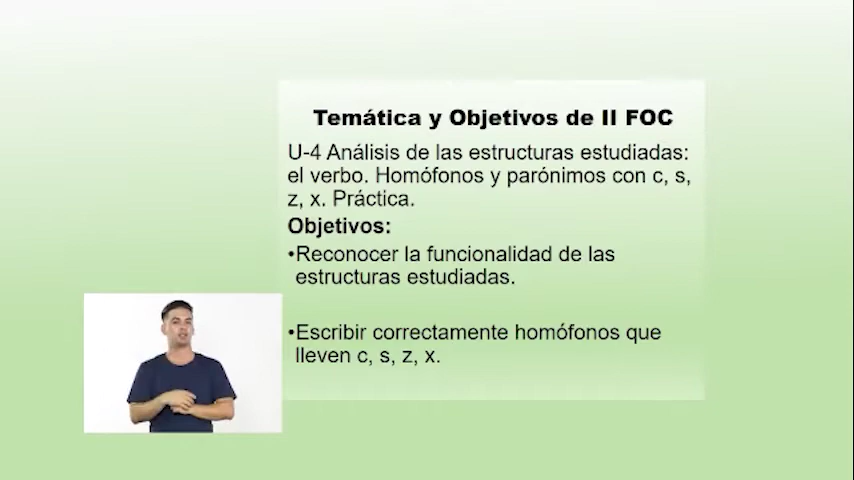 Temática y Objetivos de II FOC
U-4 Análisis de las estructuras estudiadas:
el verbo. Homófonos y parónimos con c, s,
z, x. Práctica.
Objetivos:
•Reconocer la funcionalidad de las
estructuras estudiadas.
•Escribir correctamente homófonos que
lleven c, s, z, x.